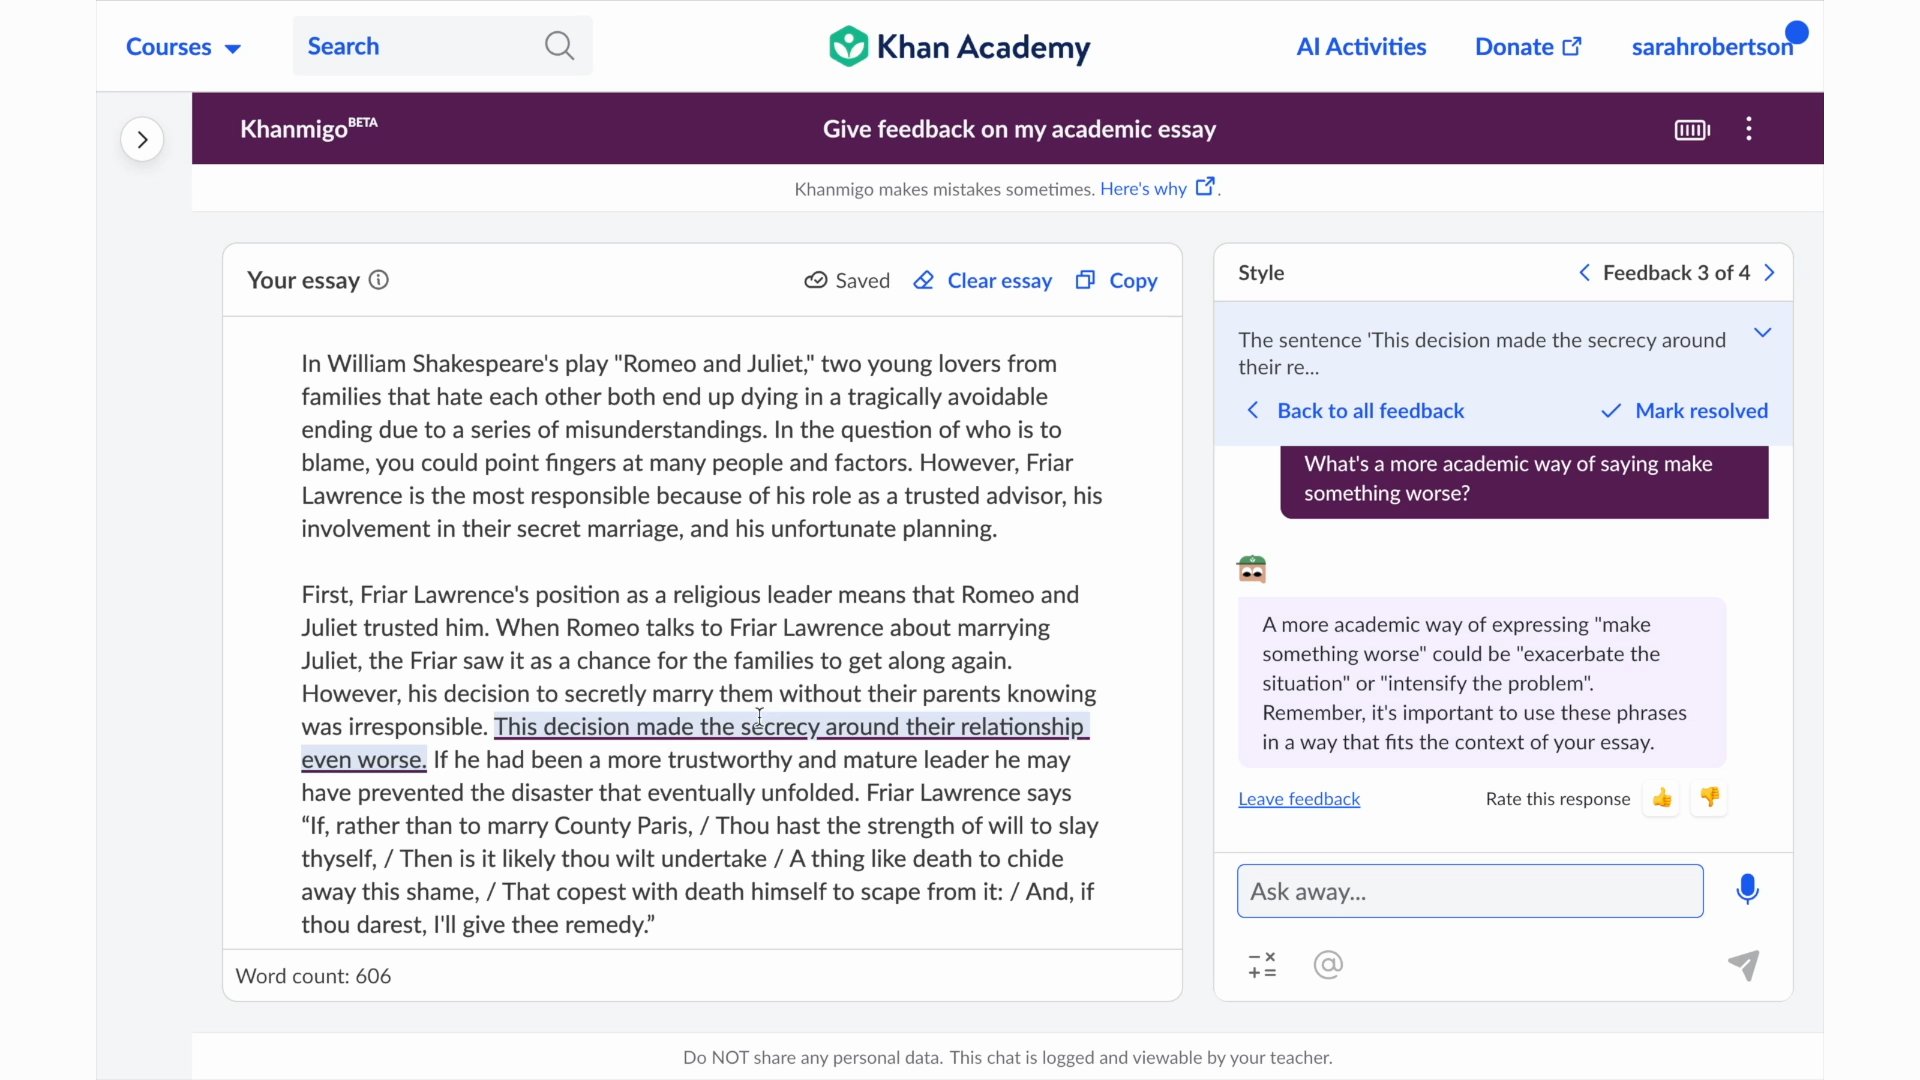 Courses
Search
Khan Academy
AI Activities
Donate
sarahrobertson
Khanmigo BETA
Give feedback on my academic essay
Khanmigo makes mistakes sometimes. Here's why .
Your essay
Saved
Clear essay
Copy
In William Shakespeare's play "Romeo and Juliet," two young lovers from
families that hate each other both end up dying in a tragically avoidable
ending due to a series of misunderstandings. In the question of who is to
blame, you could point fingers at many people and factors. However, Friar
Lawrence is the most responsible because of his role as a trusted advisor, his
involvement in their secret marriage, and his unfortunate planning.
First, Friar Lawrence's position as a religious leader means that Romeo and
Juliet trusted him. When Romeo talks to Friar Lawrence about marrying
Juliet, the Friar saw it as a chance for the families to get along again.
However, his decision to secretly marry them without their parents knowing
was irresponsible. This decision made the secrecy around their relationship
even worse. If he had been a more trustworthy and mature leader he may
have prevented the disaster that eventually unfolded. Friar Lawrence says
“If, rather than to marry County Paris, / Thou hast the strength of will to slay
thyself, / Then is it likely thou wilt undertake / A thing like death to chide
away this shame, / That copest with death himself to scape from it: / And, if
thou darest, I'll give thee remedy.”
Word count: 606
Style
Feedback 3 of 4
The sentence 'This decision made the secrecy around
their re...
Back to all feedback
Mark resolved
What's a more academic way of saying make
something worse?
A more academic way of expressing "make
something worse" could be "exacerbate the
situation" or "intensify the problem".
Remember, it's important to use these phrases
in a way that fits the context of your essay.
Leave feedback
Rate this response
Ask away...
Do NOT share any personal data. This chat is logged and viewable by your teacher.